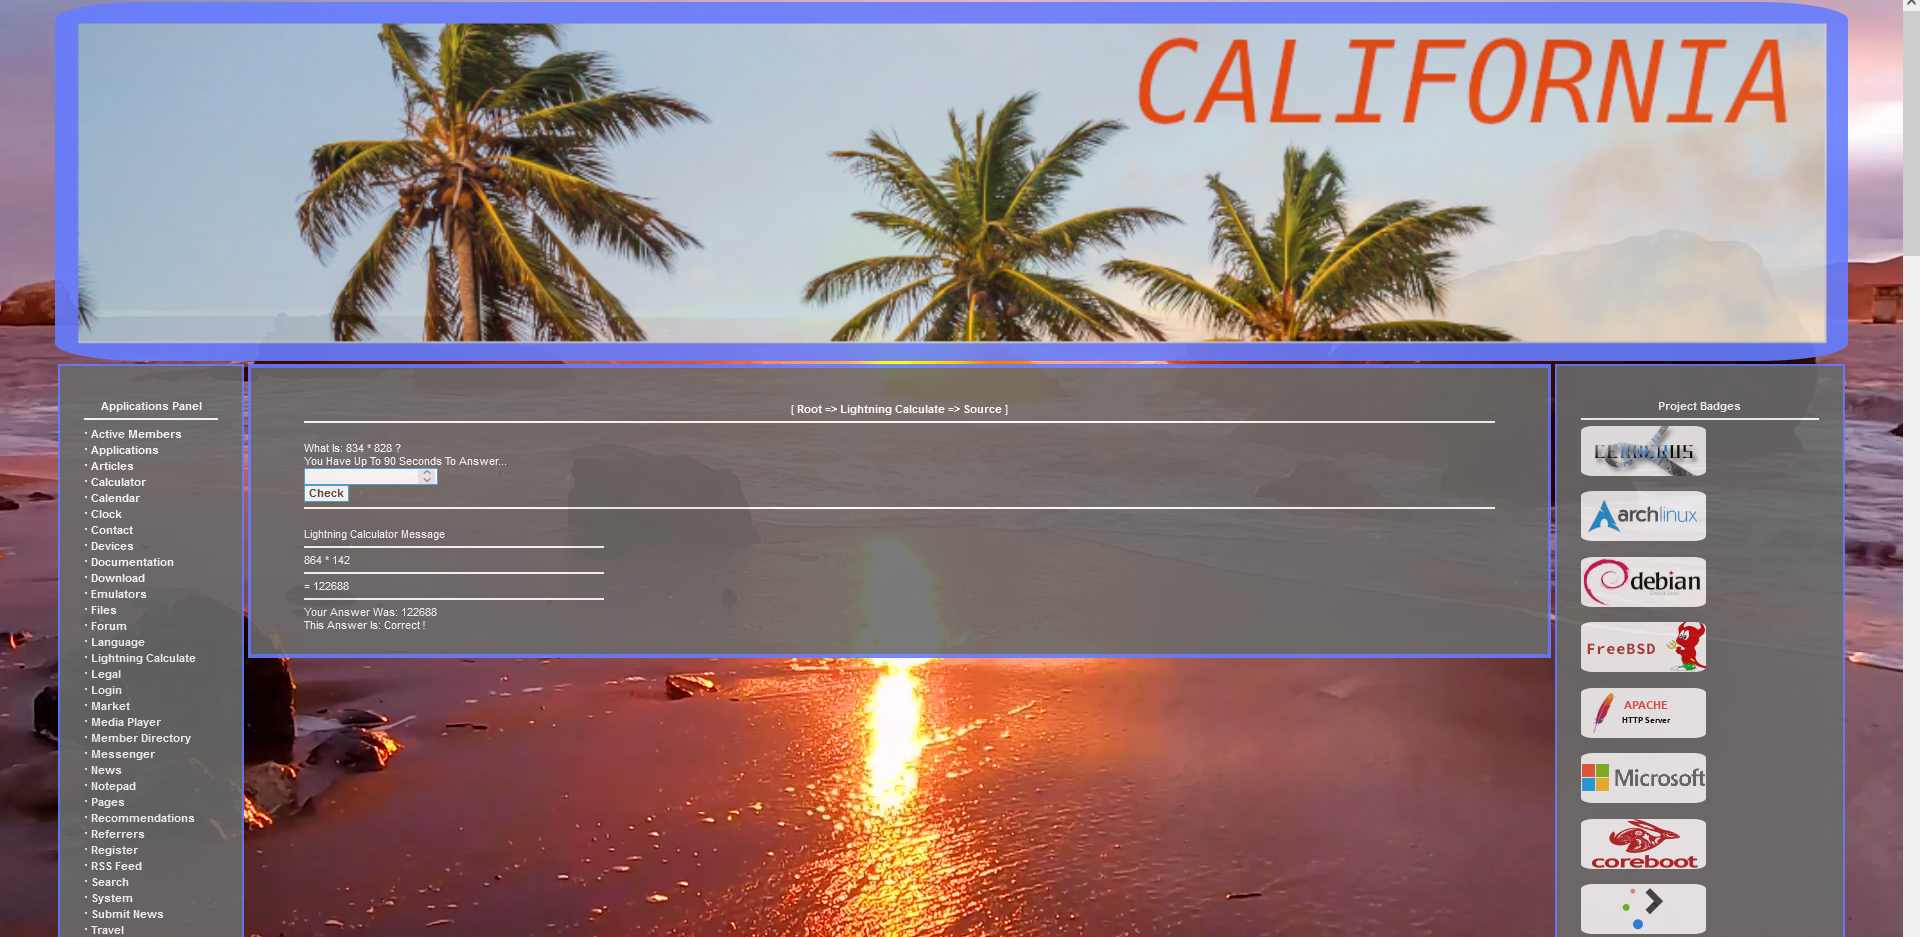 CALIFORNIA
Applications Panel
· Active Members
· Applications
· Articles
· Calculator
· Calendar
· Clock
· Contact
· Devices
· Documentation
· Download
· Emulators
· Files
· Forum
· Language
· Lightning Calculate
· Legal
· Login
· Market
· Media Player
· Member Directory
· Messenger
· News
· Notepad
· Pages
· Recommendations
· Referrers
· Register
· RSS Feed
· Search
· System
· Submit News
· Travel
[ Root => Lightning Calculate => Source ]
What Is: 834 * 828 ?
You Have Up To 90 Seconds To Answer...
Check
Lightning Calculator Message
864 * 142
= 122688
Your Answer Was: 122688
This Answer Is: Correct !
Project Badges
CERBERUS
archlinux
debian
FreeBSD
APACHE
HTTP Server
Microsoft
coreboot